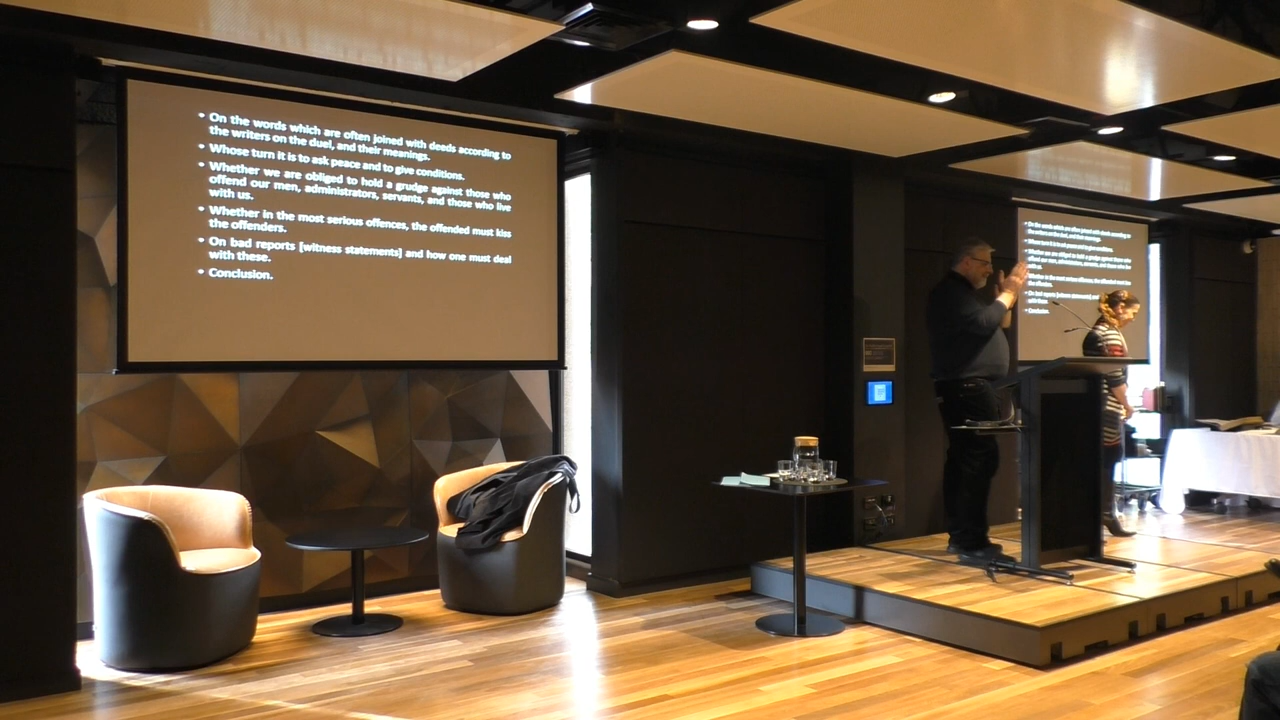 • On the words which are often joined with deeds according to
the writers on the duel, and their meanings.
• Whose turn it is to ask peace and to give conditions.
• Whether we are obliged to hold a grudge against those who
offend our men, administrators, servants, and those who live
with us.
• Whether in the most serious offences, the offended must kiss
the offenders.
• On bad reports [witness statements] and how one must deal
with these.
• Conclusion.